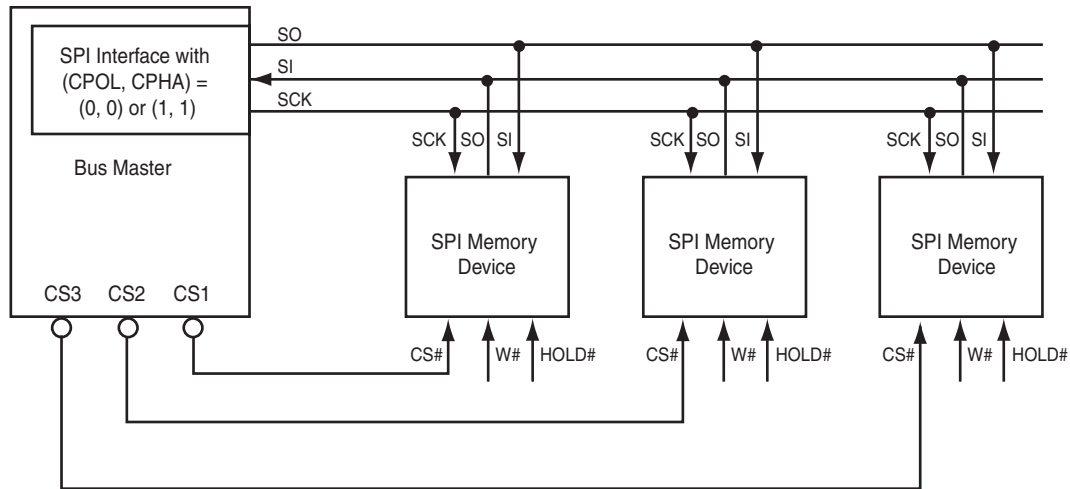 SPI Interface with
(CPOL, CPHA) =
(0, 0) or (1, 1)
Bus Master
CS3 CS2 CS1
SO
SI
SCK
SCK SO SI
SPI Memory
Device
CS# W# HOLD#
SCK SO SI
SPI Memory
Device
CS# W# HOLD#
SCK SO SI
SPI Memory
Device
CS# W# HOLD#